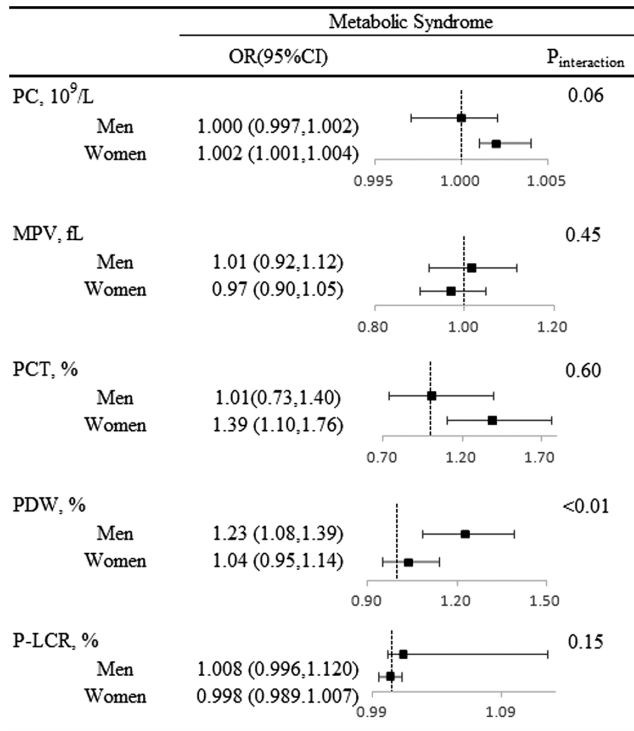 Metabolic Syndrome
OR(95%CI) P interaction
PC, 10^9/L 0.06
Men 1.000 (0.997,1.002)
Women 1.002 (1.001,1.004)
0.995 1.000 1.005
MPV, fL 0.45
Men 1.01 (0.92,1.12)
Women 0.97 (0.90,1.05)
0.80 1.00 1.20
PCT, % 0.60
Men 1.01(0.73,1.40)
Women 1.39 (1.10,1.76)
0.70 1.20 1.70
PDW, % <0.01
Men 1.23 (1.08,1.39)
Women 1.04 (0.95,1.14)
0.90 1.20 1.50
P-LCR, % 0.15
Men 1.008 (0.996,1.120)
Women 0.998 (0.989.1.007)
0.99 1.09